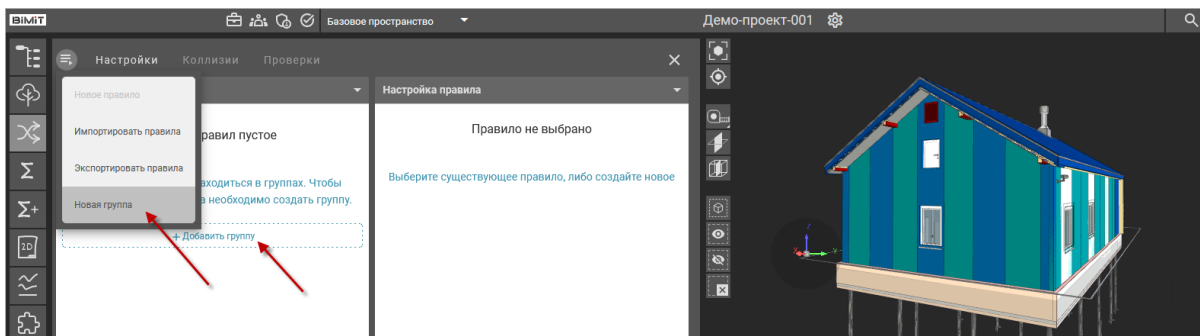 BIMIT
Базовое пространство
Демо-проект-001
Настройки Коллизии Проверки
Новое правило
Импортировать правила
Экспортировать правила
Новая группа
равил пустое
аходиться в группах. Чтобы
а необходимо создать группу.
+ Добавить группу
Настройка правила
Правило не выбрано
Выберите существующее правило, либо создайте новое
Σ
Σ+
2D
Z
X
Y